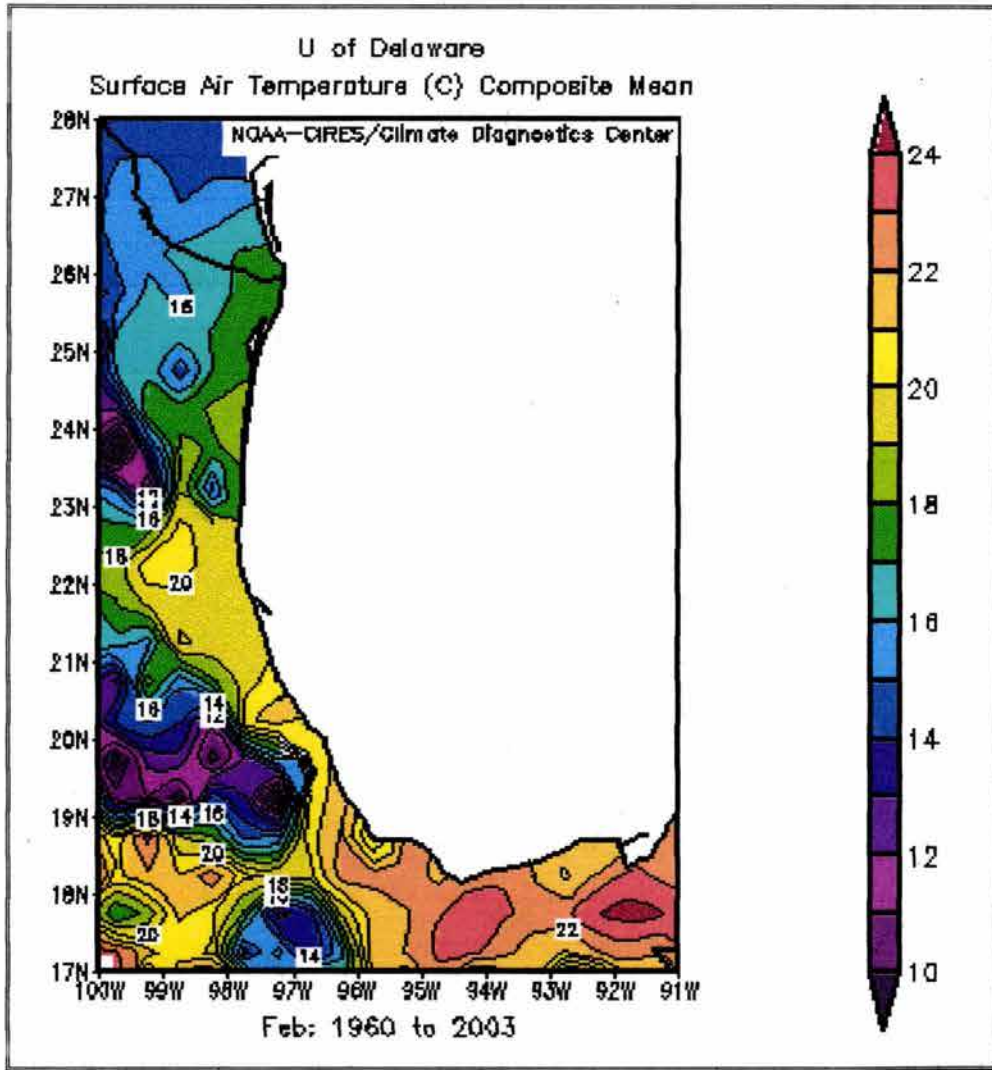 U of Delaware
Surface Air Temperature (C) Composite Mean
NOAA-CIRES/Climate Diagnostics Center
28N
27N
26N
25N
24N
23N
22N
21N
20N
19N
18N
17N
100W 99W 98W 97W 96W 95W 94W 93W 92W 91W
Feb: 1960 to 2003
16
16
18
20
16
14
18 14 16
20
18
20
14
22
24
22
20
18
16
14
12
10